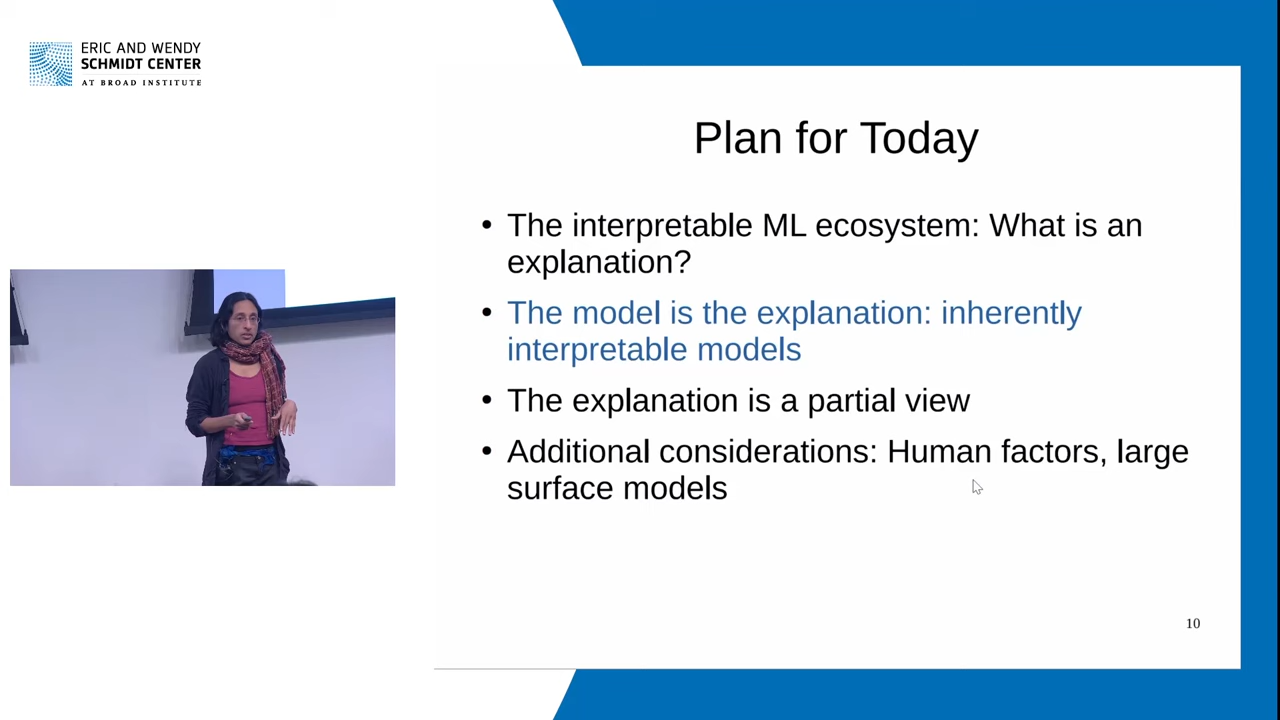 ERIC AND WENDY
SCHMIDT CENTER
AT BROAD INSTITUTE
Plan for Today
• The interpretable ML ecosystem: What is an
explanation?
• The model is the explanation: inherently
interpretable models
• The explanation is a partial view
• Additional considerations: Human factors, large
surface models
10